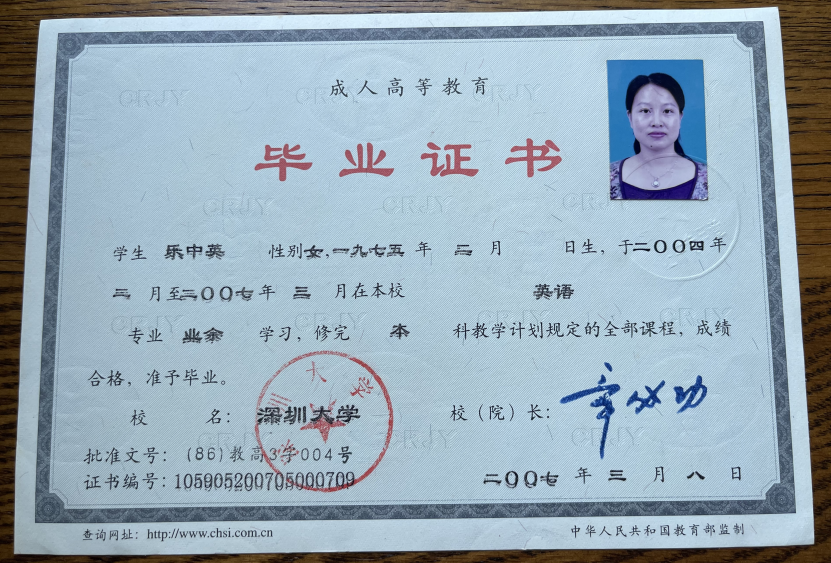 成人高等教育
毕业证书
学生 乐中英 性别女,一九七五年 二月 日生，于二〇〇四年
二月至二〇〇七年 三 月在本校 英语
专业 业余 学习，修完 本 科教学计划规定的全部课程，成绩
合格，准予毕业。
校 名： 深圳大学 校（院）长：
批准文号：(86)教高3字004号
证书编号：105905200705000709
二〇〇七 年 三 月 八 日
查询网址：http://www.chsi.com.cn 中华人民共和国教育部监制